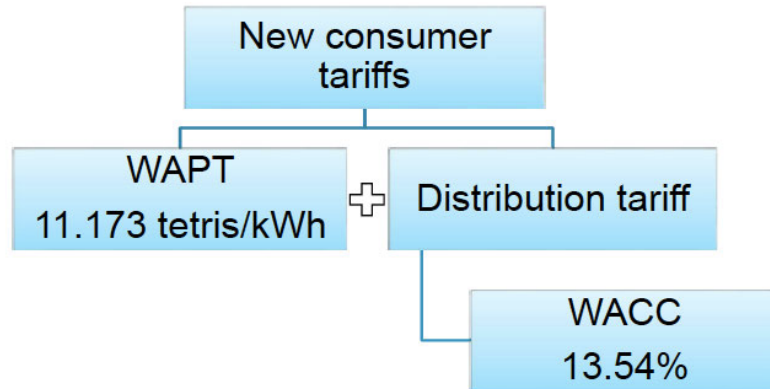 New consumer
tariffs
WAPT
11.173 tetris/kWh
Distribution tariff
WACC
13.54%